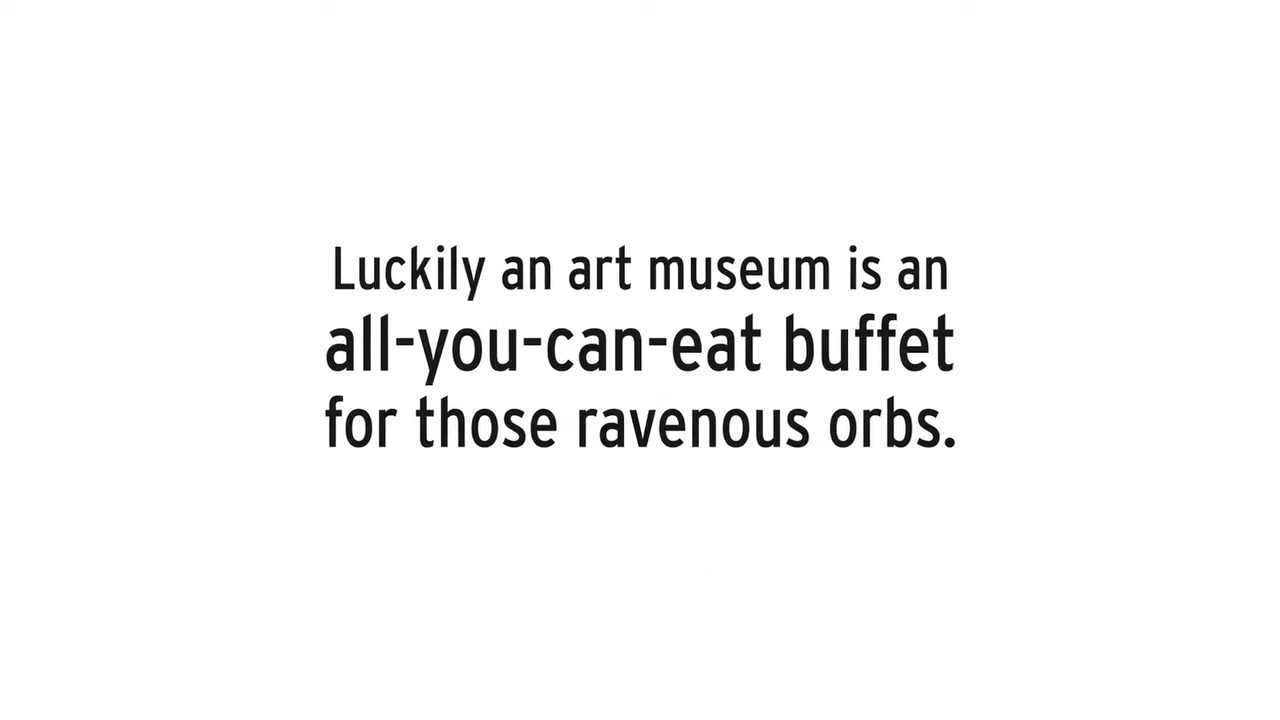 Luckily an art museum is an
all-you-can-eat buffet
for those ravenous orbs.